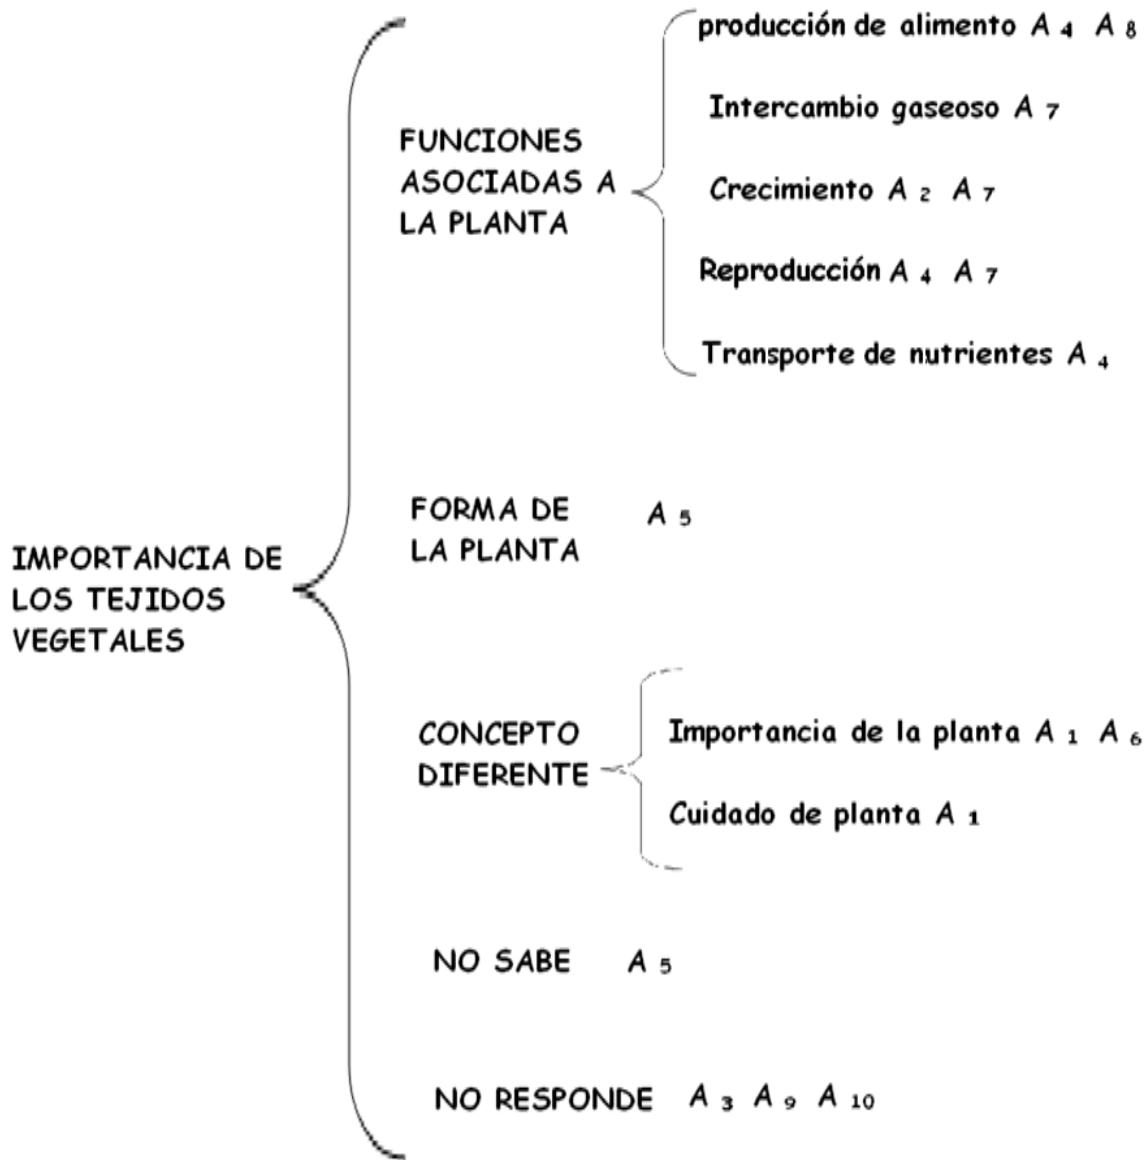 producción de alimento A 4 A 8
Intercambio gaseoso A 7
FUNCIONES
ASOCIADAS A
LA PLANTA
Crecimiento A 2 A 7
Reproducción A 4 A 7
Transporte de nutrientes A 4
FORMA DE
LA PLANTA
A 5
IMPORTANCIA DE
LOS TEJIDOS
VEGETALES
CONCEPTO
DIFERENTE
Importancia de la planta A 1 A 6
Cuidado de planta A 1
NO SABE A 5
NO RESPONDE A 3 A 9 A 10